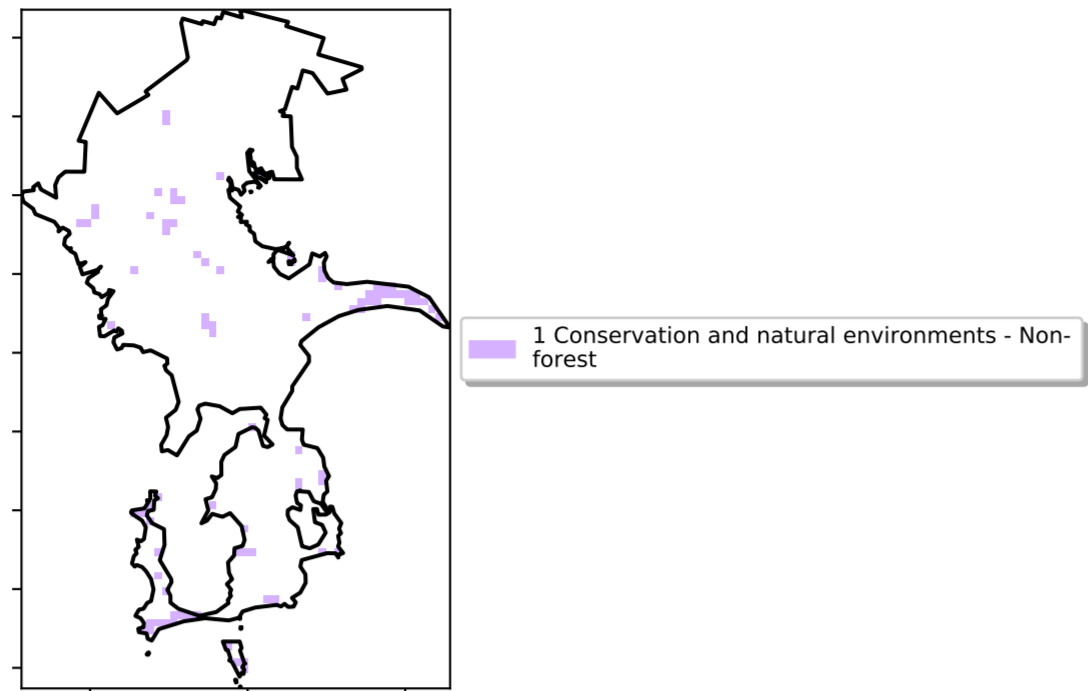 1 Conservation and natural environments - Non-
forest